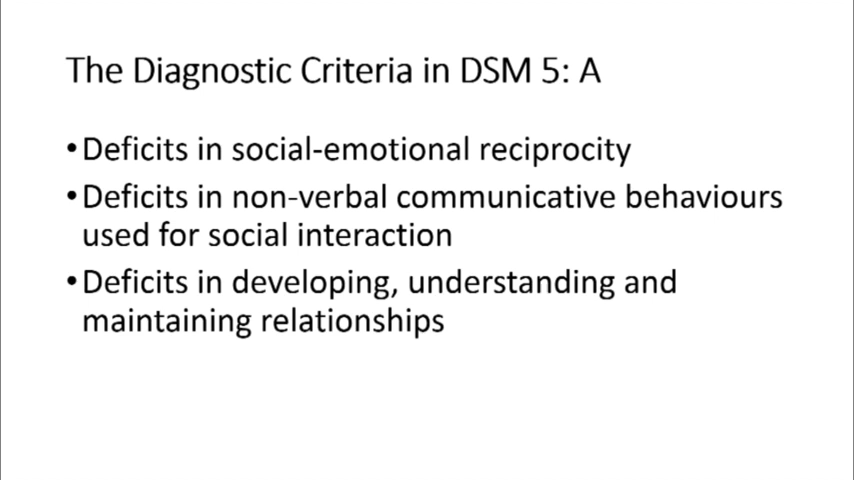 The Diagnostic Criteria in DSM 5: A
•Deficits in social-emotional reciprocity
•Deficits in non-verbal communicative behaviours
used for social interaction
•Deficits in developing, understanding and
maintaining relationships